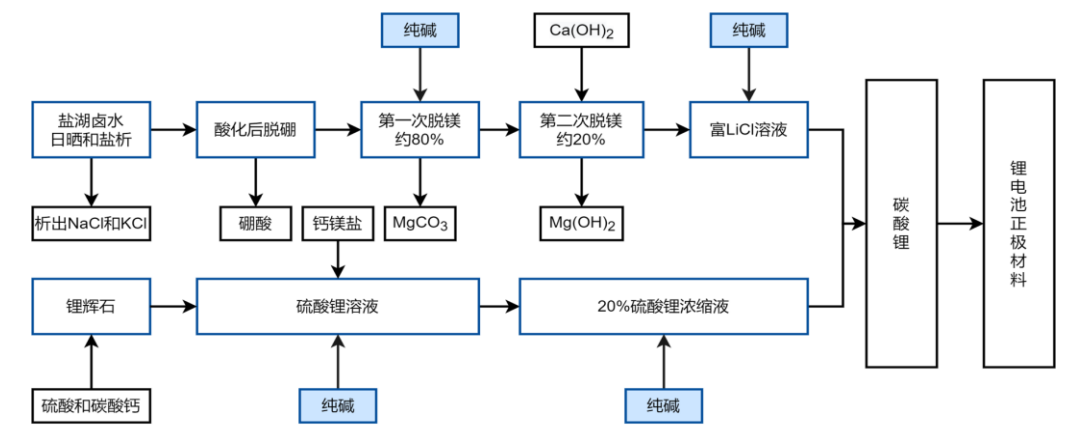 纯碱
Ca(OH)2
纯碱
盐湖卤水
日晒和盐析
酸化后脱硼
第一次脱镁
约80%
第二次脱镁
约20%
富LiCl溶液
析出NaCl和KCl
硼酸
钙镁盐
MgCO3
Mg(OH)2
碳酸锂
锂电池正极材料
锂辉石
硫酸锂溶液
20%硫酸锂浓缩液
硫酸和碳酸钙
纯碱
纯碱